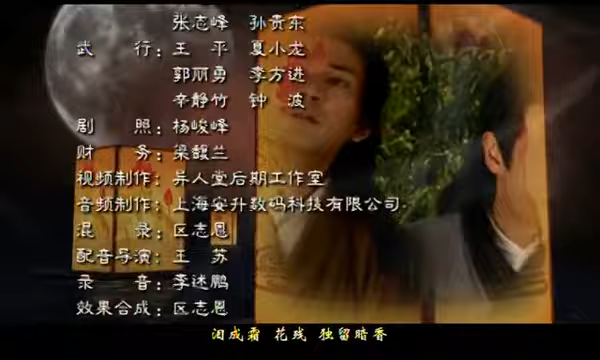 张志峰 孙贵东
武 行：王 平 夏小龙
郭丽勇 李方进
辛静竹 钟 波
剧 照：杨峻峰
财 务：梁馥兰
视频制作：异人堂后期工作室
音频制作：上海安升数码科技有限公司
混 录：区志恩
配音导演：王 苏
录 音：李述鹏
效果合成：区志恩
泪成霜 花残 独留暗香